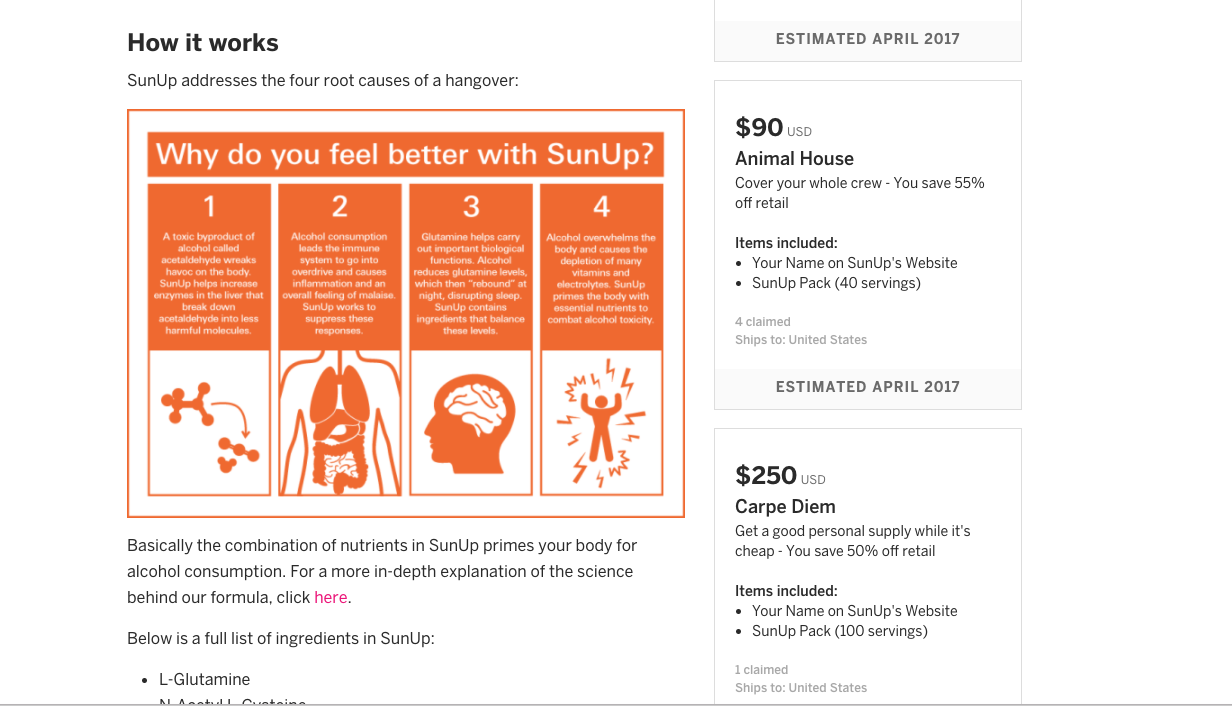 How it works
SunUp addresses the four root causes of a hangover:
Why do you feel better with SunUp?
1
A toxic byproduct of
alcohol called
acetaldehyde wreaks
havoc on the body.
SunUp helps increase
enzymes in the liver that
break down
acetaldehyde into less
harmful molecules.
2
Alcohol consumption
leads the immune
system to go into
overdrive and causes
inflammation and an
overall feeling of malaise.
SunUp works to
suppress these
responses.
3
Glutamine helps carry
out important biological
functions. Alcohol
reduces glutamine levels,
which then "rebound" at
night, disrupting sleep.
SunUp contains
ingredients that balance
these levels.
4
Alcohol overwhelms the
body and causes the
depletion of many
vitamins and
electrolytes. SunUp
primes the body with
essential nutrients to
combat alcohol toxicity.
Basically the combination of nutrients in SunUp primes your body for
alcohol consumption. For a more in-depth explanation of the science
behind our formula, click here.
Below is a full list of ingredients in SunUp:
• L-Glutamine
N-Acetyl L-Cysteine
ESTIMATED APRIL 2017
$90 USD
Animal House
Cover your whole crew - You save 55%
off retail
Items included:
• Your Name on SunUp's Website
• SunUp Pack (40 servings)
4 claimed
Ships to: United States
ESTIMATED APRIL 2017
$250 USD
Carpe Diem
Get a good personal supply while it's
cheap - You save 50% off retail
Items included:
• Your Name on SunUp's Website
• SunUp Pack (100 servings)
1 claimed
Ships to: United States